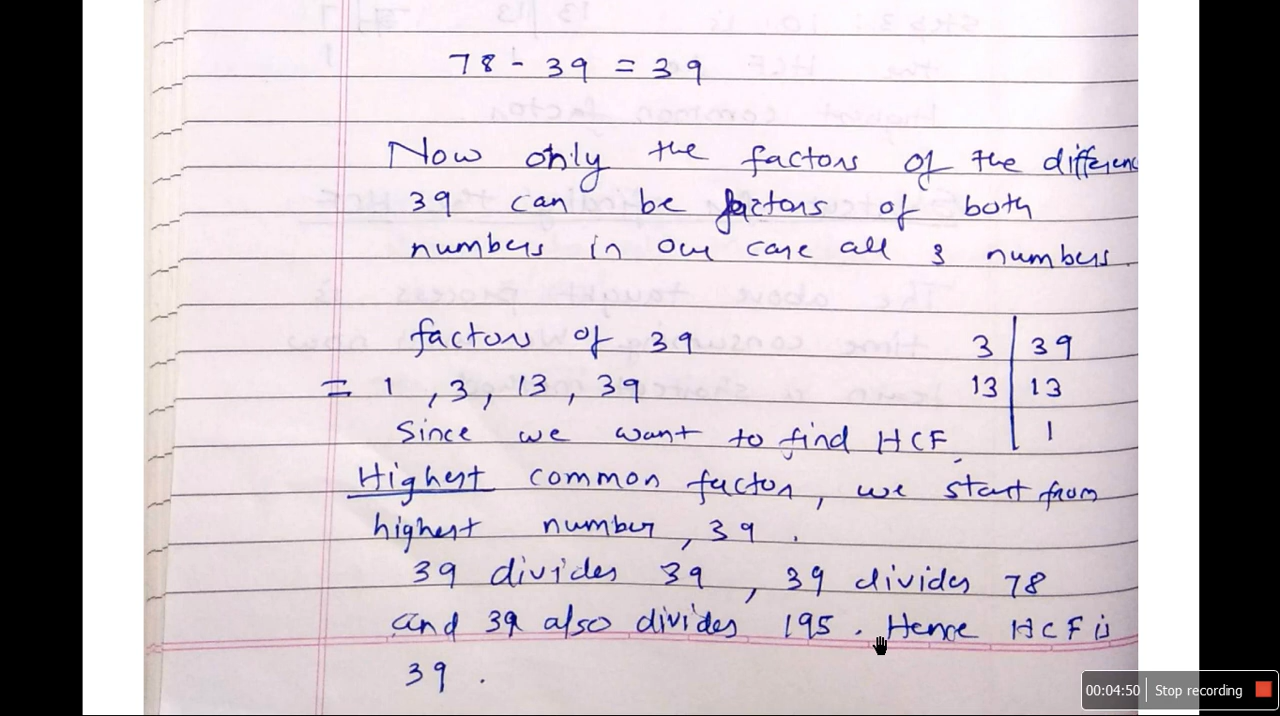 78 - 39 = 39
Now only the factors of the differenc
39 can be factors of both
numbers in our case all 3 numbers.
factors of 39
3 | 39
= 1, 3, 13, 39
13 | 13
1
Since we want to find HCF,
Highest common factor, we start from
highest number, 39.
39 divides 39, 39 divides 78
and 39 also divides 195. Hence HCF is
39.
00:04:50 | Stop recording